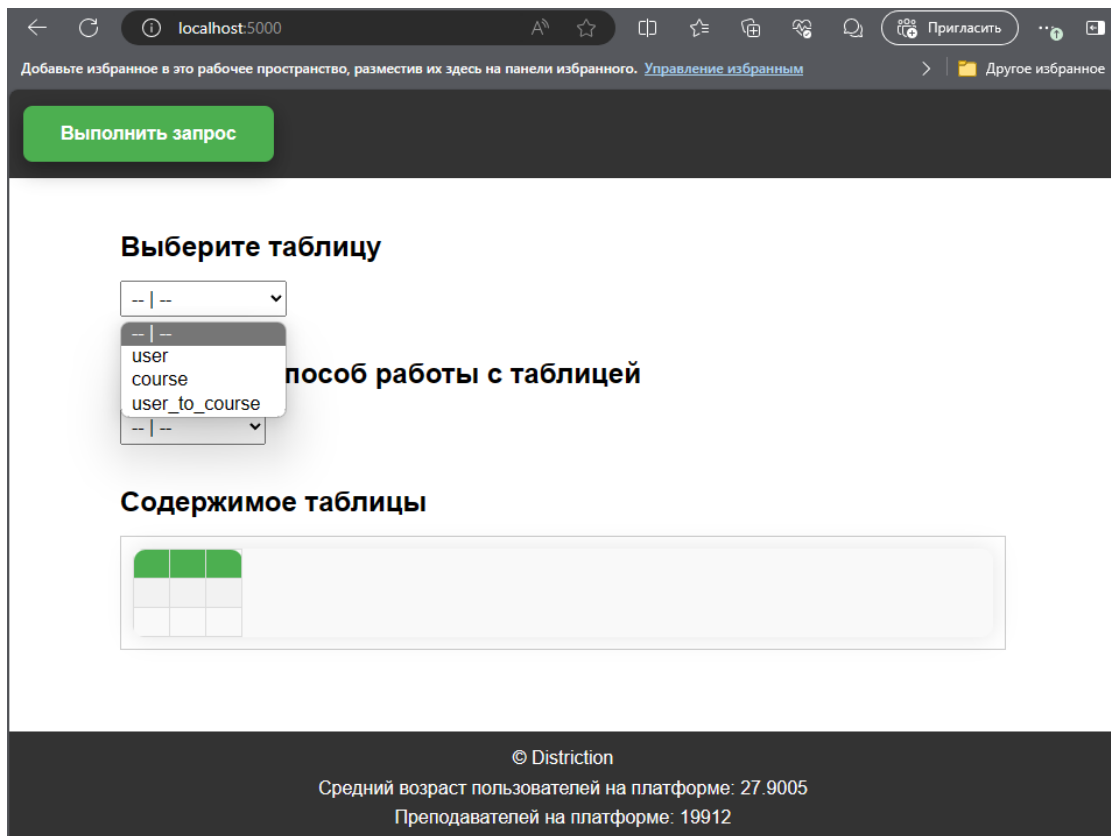 localhost:5000
Пригласить
Добавьте избранное в это рабочее пространство, разместив их здесь на панели избранного. Управление избранным
Другое избранное
Выполнить запрос
Выберите таблицу
-- | --
-- | --
user
course
user_to_course
пособ работы с таблицей
-- | --
Содержимое таблицы
© Distriction
Средний возраст пользователей на платформе: 27.9005
Преподавателей на платформе: 19912